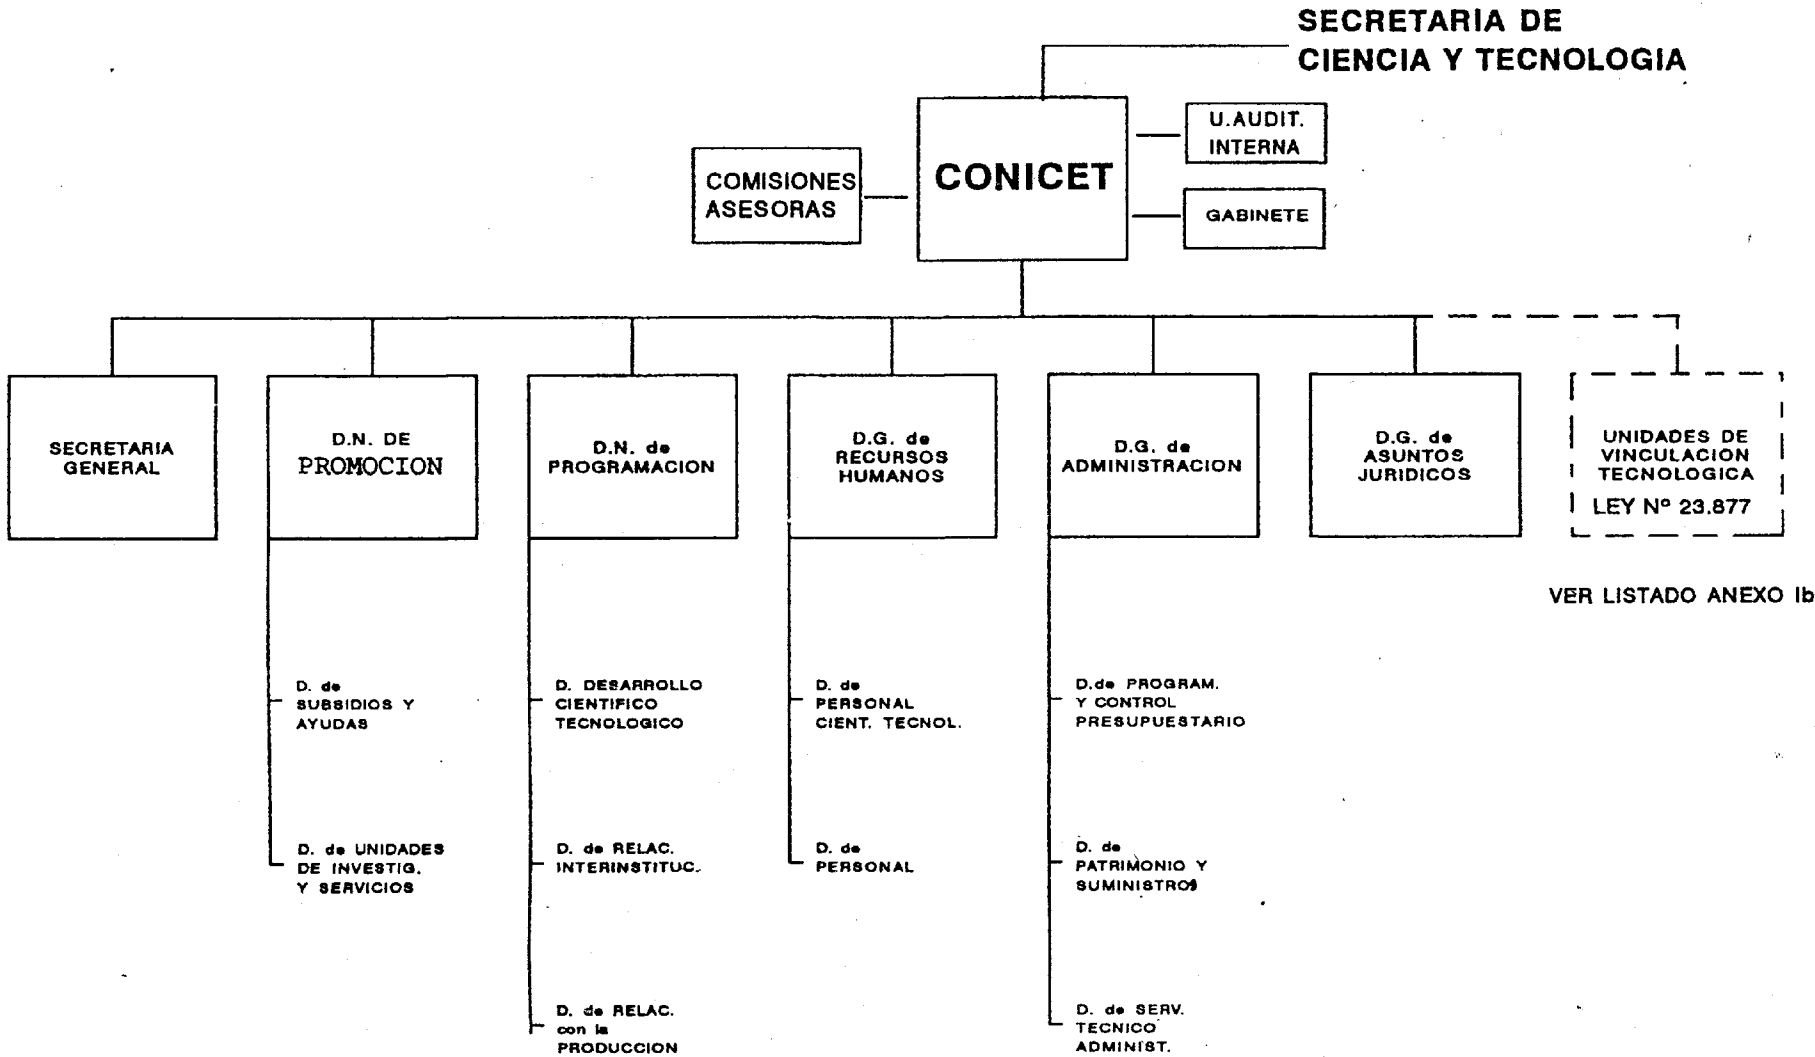 SECRETARIA DE
CIENCIA Y TECNOLOGIA
U.AUDIT.
INTERNA
CONICET
COMISIONES
ASESORAS
GABINETE
SECRETARIA
GENERAL
D.N. DE
PROMOCION
D.N. de
PROGRAMACION
D.G. de
RECURSOS
HUMANOS
D.G. de
ADMINISTRACION
D.G. de
ASUNTOS
JURIDICOS
UNIDADES DE
VINCULACION
TECNOLOGICA
LEY Nº 23.877
VER LISTADO ANEXO Ib
D. de
SUBSIDIOS Y
AYUDAS
D. DESARROLLO
CIENTIFICO
TECNOLOGICO
D. de
PERSONAL
CIENT. TECNOL.
D.de PROGRAM.
Y CONTROL
PRESUPUESTARIO
D. de UNIDADES
DE INVESTIG.
Y SERVICIOS
D. de RELAC.
INTERINSTITUC.
D. de
PERSONAL
D. de
PATRIMONIO Y
SUMINISTROS
D. de RELAC.
con la
PRODUCCION
D. de SERV.
TECNICO
ADMINIST.